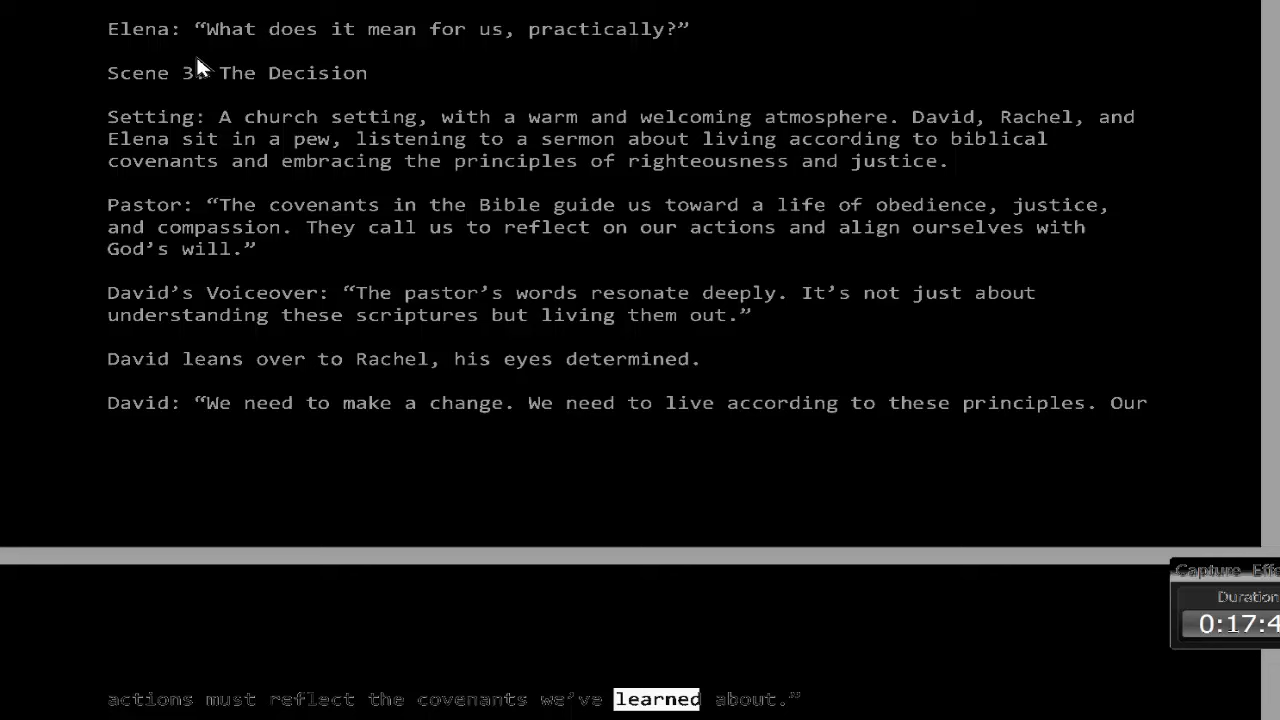 Elena: “What does it mean for us, practically?”
Scene 3: The Decision
Setting: A church setting, with a warm and welcoming atmosphere. David, Rachel, and
Elena sit in a pew, listening to a sermon about living according to biblical
covenants and embracing the principles of righteousness and justice.
Pastor: “The covenants in the Bible guide us toward a life of obedience, justice,
and compassion. They call us to reflect on our actions and align ourselves with
God’s will.”
David’s Voiceover: “The pastor’s words resonate deeply. It’s not just about
understanding these scriptures but living them out.”
David leans over to Rachel, his eyes determined.
David: “We need to make a change. We need to live according to these principles. Our
Capture
Duration
0:17:4
actions must reflect the covenants we’ve learned about.”